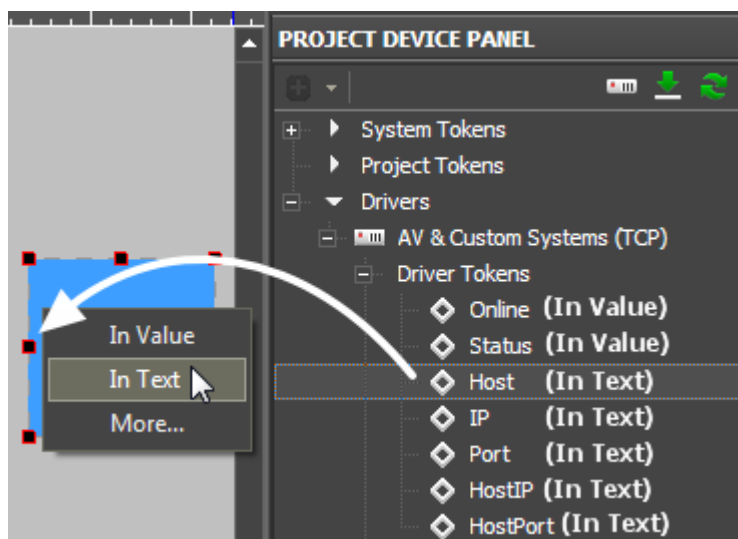 PROJECT DEVICE PANEL
System Tokens
Project Tokens
Drivers
AV & Custom Systems (TCP)
Driver Tokens
Online (In Value)
Status (In Value)
Host (In Text)
IP (In Text)
Port (In Text)
HostIP (In Text)
HostPort (In Text)
In Value
In Text
More...